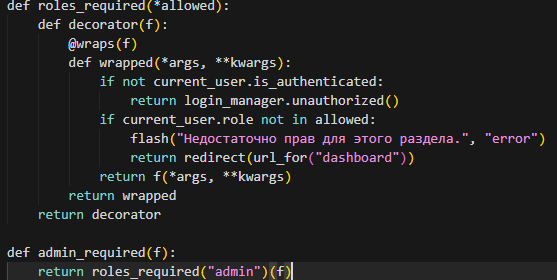 def roles_required(*allowed):
    def decorator(f):
        @wraps(f)
        def wrapped(*args, **kwargs):
            if not current_user.is_authenticated:
                return login_manager.unauthorized()
            if current_user.role not in allowed:
                flash("Недостаточно прав для этого раздела.", "error")
                return redirect(url_for("dashboard"))
            return f(*args, **kwargs)
        return wrapped
    return decorator

def admin_required(f):
    return roles_required("admin")(f)